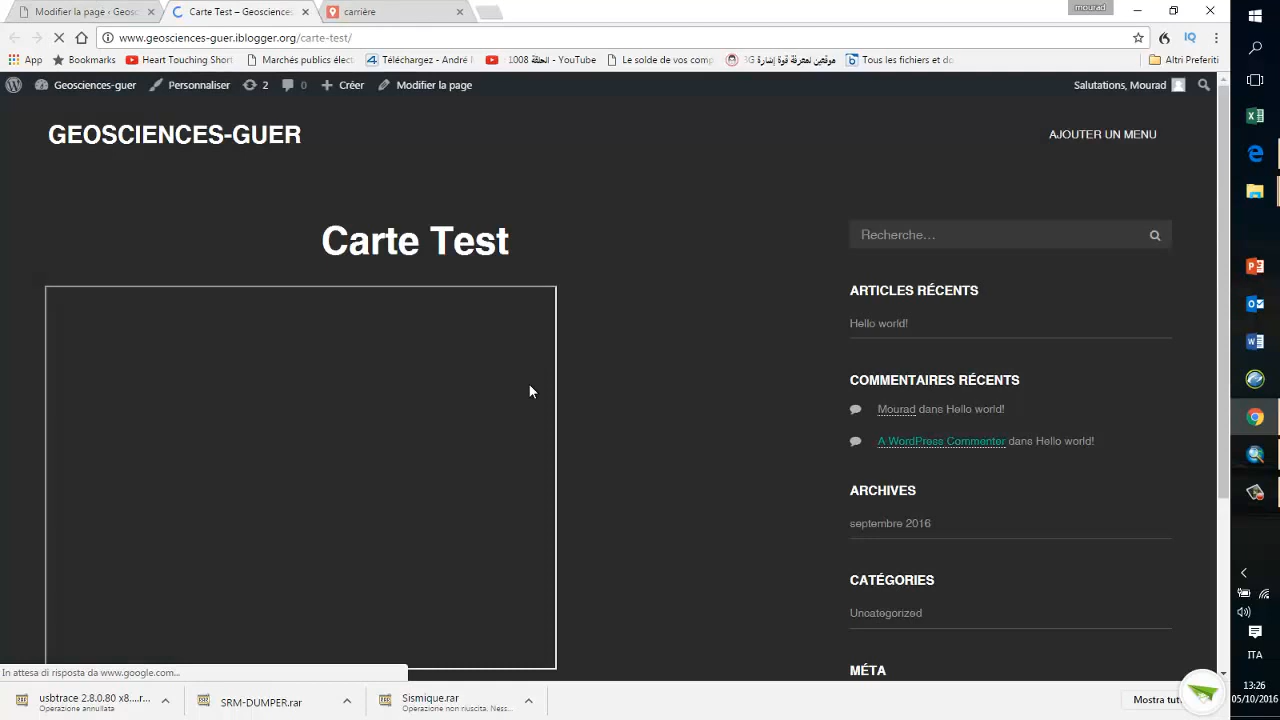 Modifier la page ‹ Geosc
Carte Test – Geosciences-
carrière
mourad
www.geosciences-guer.iblogger.org/carte-test/
App
Bookmarks
Heart Touching Short
Marchés publics élect
Téléchargez - André
الحلقة 1008 - YouTube
Le solde de vos comp
Tous les fichiers et do
Altri Preferiti
Geosciences-guer
Personnaliser
2
0
Créer
Modifier la page
Salutations, Mourad
GEOSCIENCES-GUER
AJOUTER UN MENU
Carte Test
Recherche…
ARTICLES RÉCENTS
Hello world!
COMMENTAIRES RÉCENTS
Mourad dans Hello world!
A WordPress Commenter dans Hello world!
ARCHIVES
septembre 2016
CATÉGORIES
Uncategorized
MÉTA
In attesa di risposta da www.google.com...
usbtrace 2.8.0.80 x8....r...
Operazione annullata
SRM-DUMPER.rar
Sismique.rar
Operazione non riuscita. Ness...
Mostra tut
ITA
13:26
05/10/2016